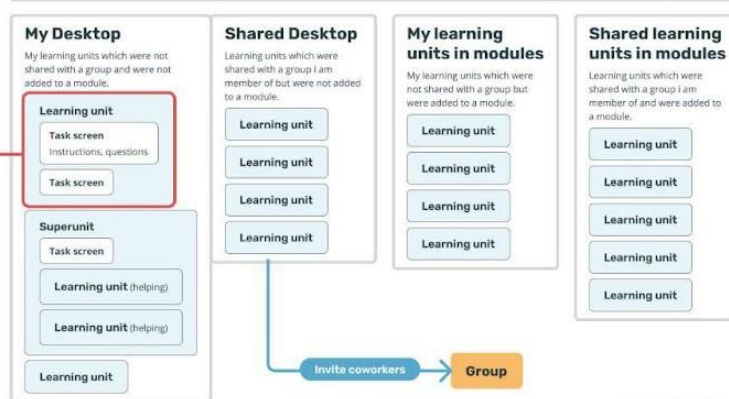 My Desktop
My learning units which were not
shared with a group and were not
added to a module.
Learning unit
Task screen
Instructions, questions
Task screen
Superunit
Task screen
Learning unit (helping)
Learning unit (helping)
Learning unit
Shared Desktop
Learning units which were
shared with a group i am
member of but were not added
to a module.
Learning unit
Learning unit
Learning unit
Learning unit
Invite coworkers
Group
My learning
units in modules
My learning units which were
not shared with a group but
were added to a module.
Learning unit
Learning unit
Learning unit
Learning unit
Shared learning
units in modules
Learning units which were
shared with a group i am
member of and were added to
a module.
Learning unit
Learning unit
Learning unit
Learning unit
Learning unit